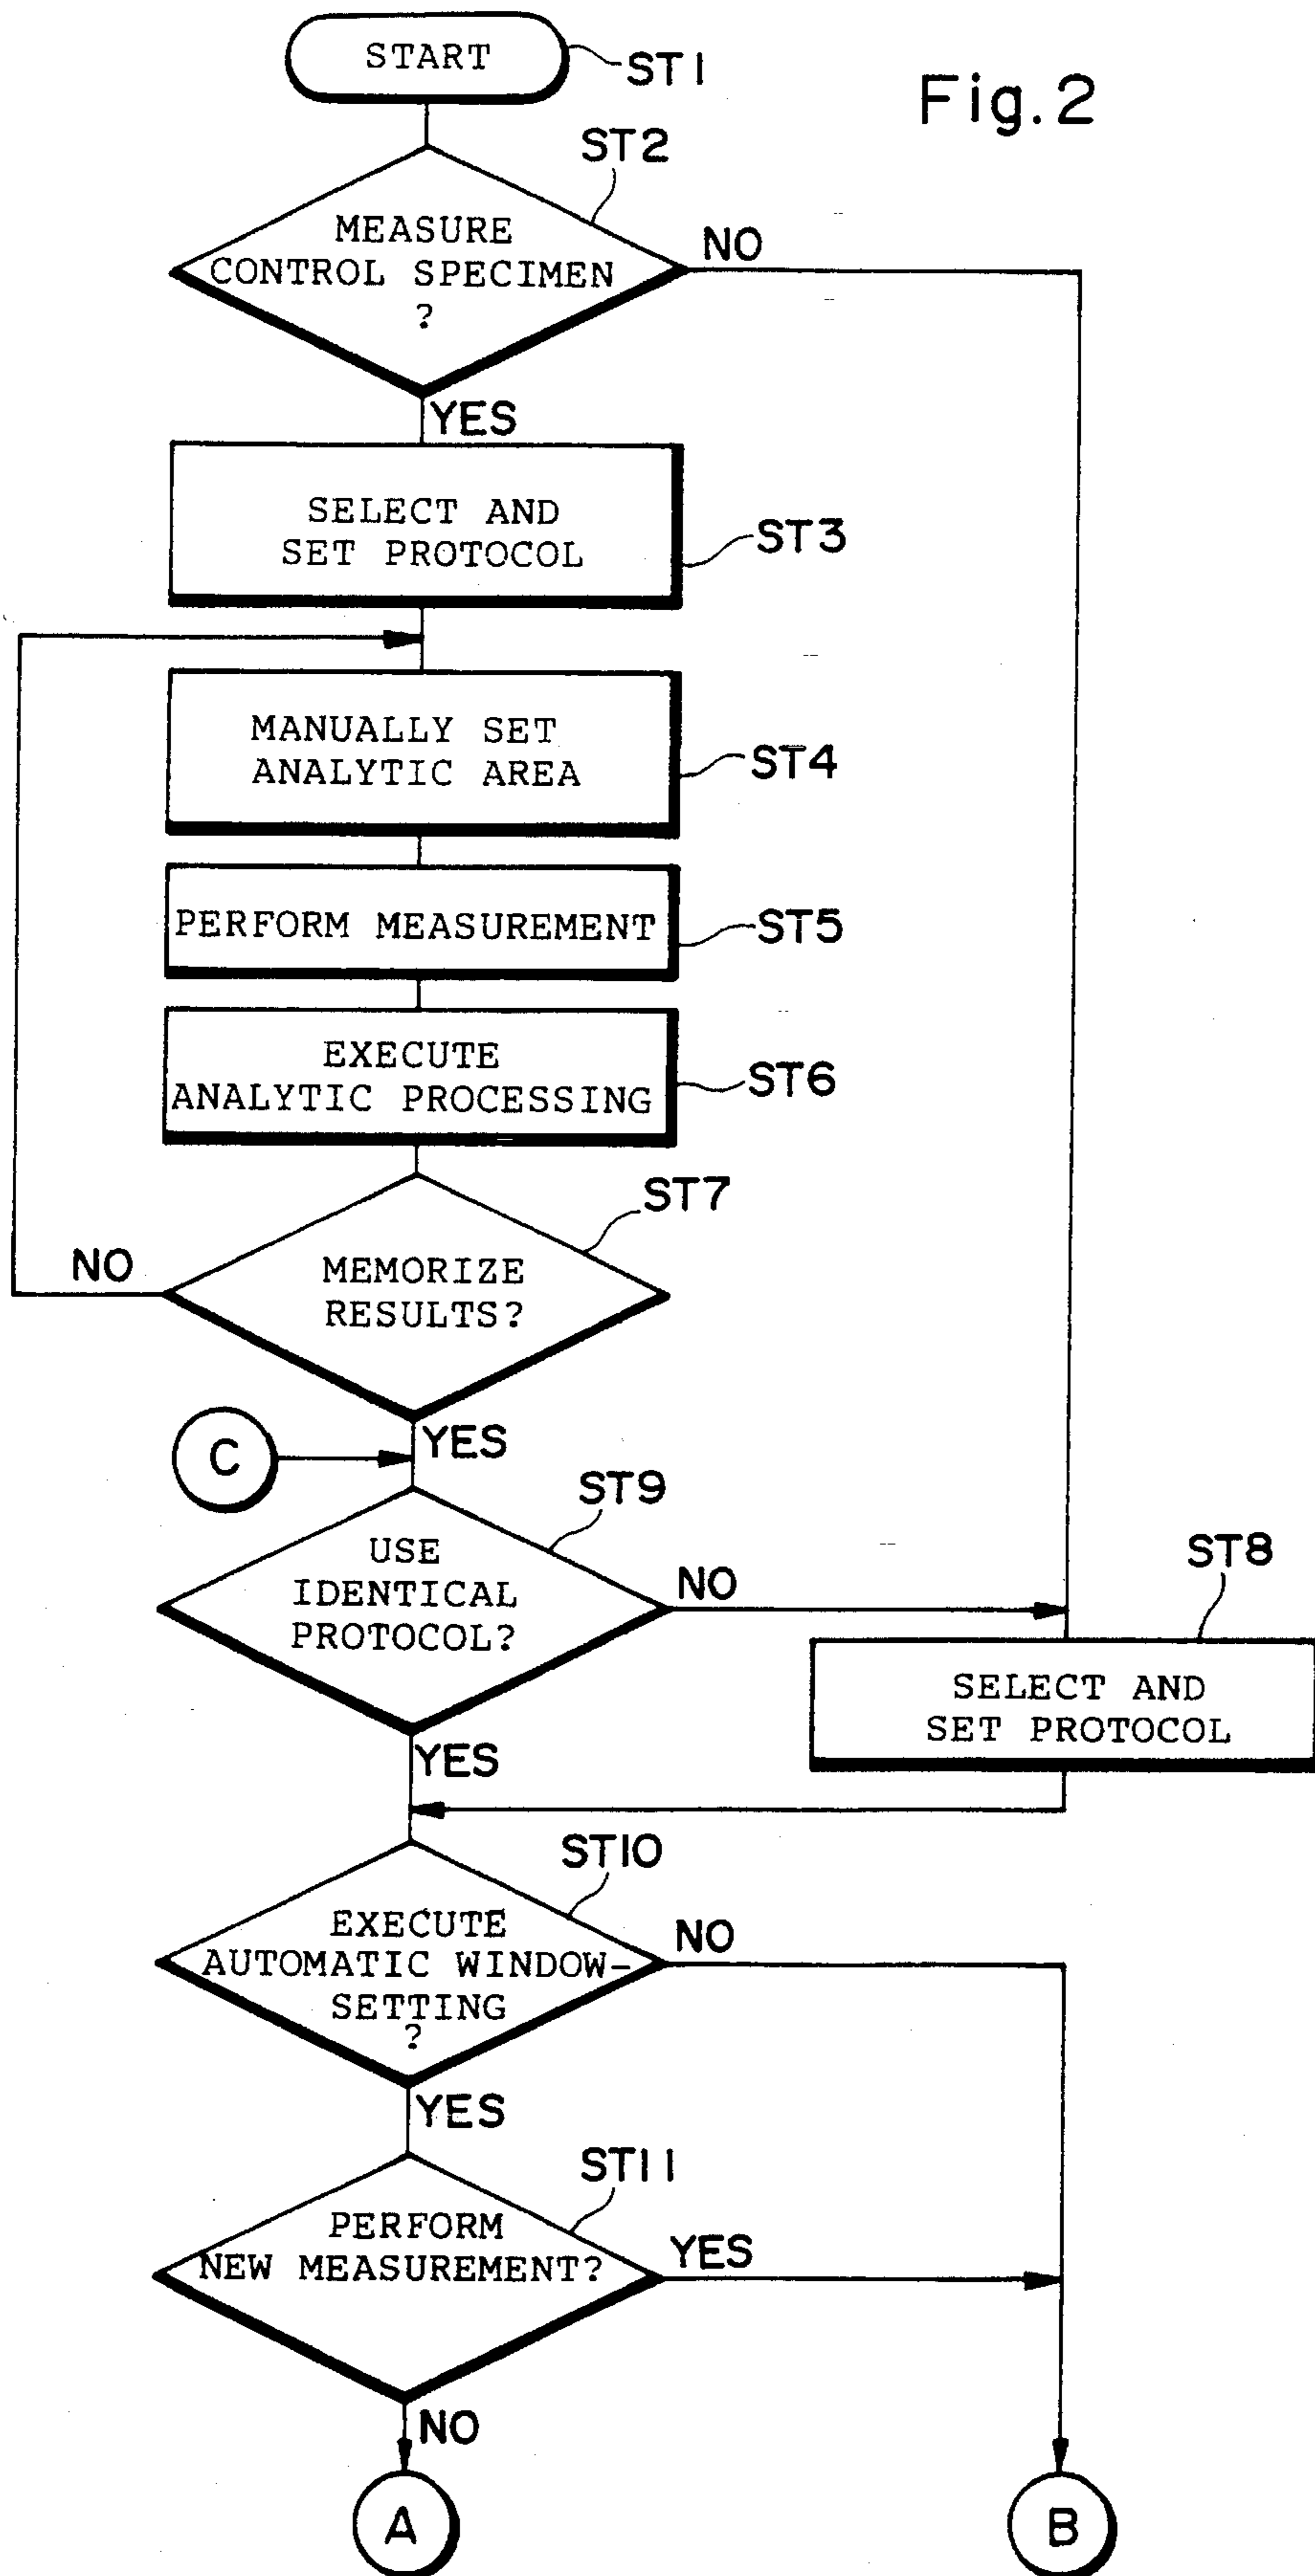 START
ST1
Fig.2
ST2
MEASURE
CONTROL SPECIMEN
?
NO
YES
SELECT AND
SET PROTOCOL
ST3
MANUALLY SET
ANALYTIC AREA
ST4
PERFORM MEASUREMENT
ST5
EXECUTE
ANALYTIC PROCESSING
ST6
ST7
MEMORIZE
RESULTS?
NO
YES
C
ST9
USE
IDENTICAL
PROTOCOL?
NO
YES
ST8
SELECT AND
SET PROTOCOL
ST10
EXECUTE
AUTOMATIC WINDOW-
SETTING
?
NO
YES
ST11
PERFORM
NEW MEASUREMENT?
YES
NO
A
B